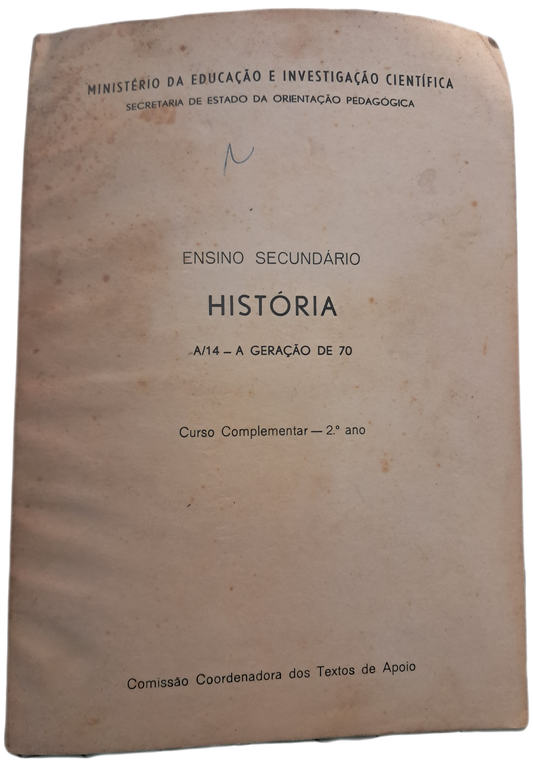 MINISTÉRIO DA EDUCAÇÃO E INVESTIGAÇÃO CIENTÍFICA
SECRETARIA DE ESTADO DA ORIENTAÇÃO PEDAGÓGICA
N
ENSINO SECUNDÁRIO
HISTÓRIA
A/14 – A GERAÇÃO DE 70
Curso Complementar — 2.º ano
Comissão Coordenadora dos Textos de Apoio